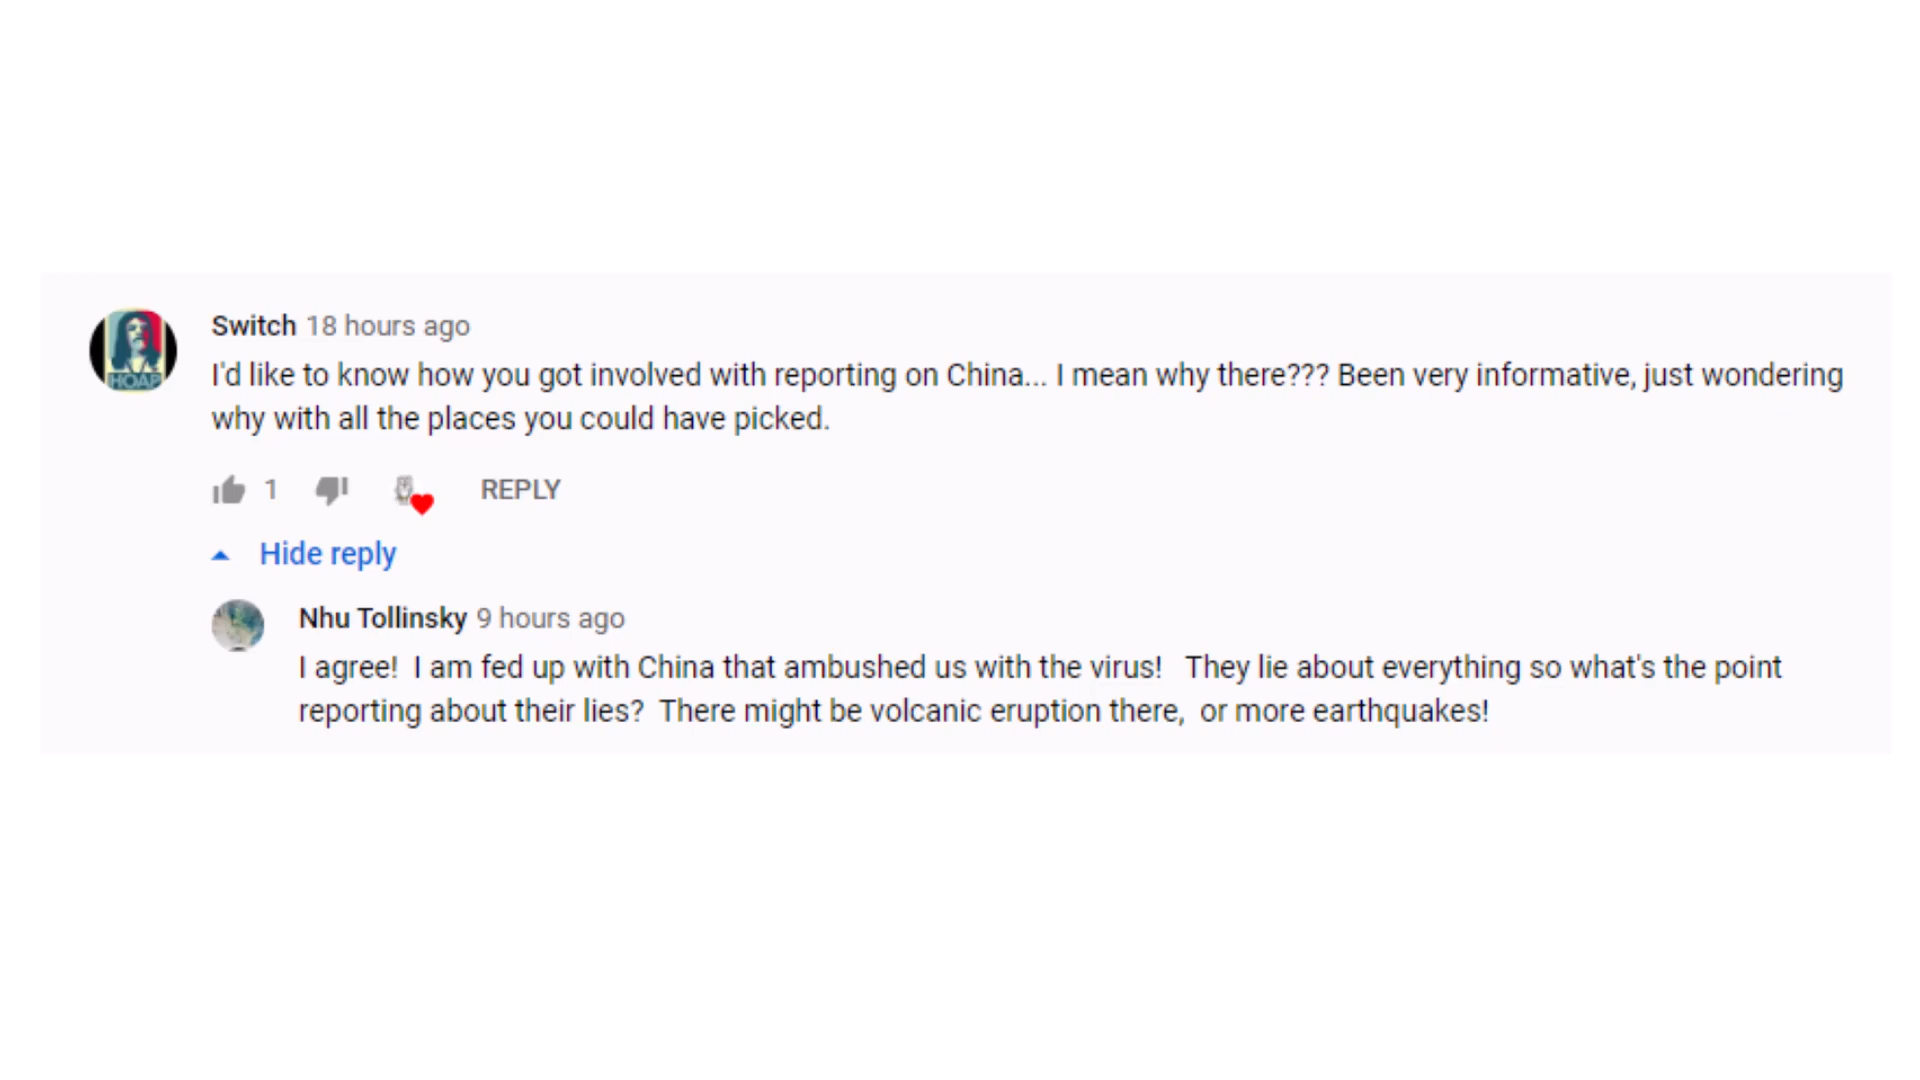 HOAP
Switch 18 hours ago
I'd like to know how you got involved with reporting on China... I mean why there??? Been very informative, just wondering
why with all the places you could have picked.
1 REPLY
Hide reply
Nhu Tollinsky 9 hours ago
I agree!  I am fed up with China that ambushed us with the virus!   They lie about everything so what's the point
reporting about their lies?  There might be volcanic eruption there,  or more earthquakes!